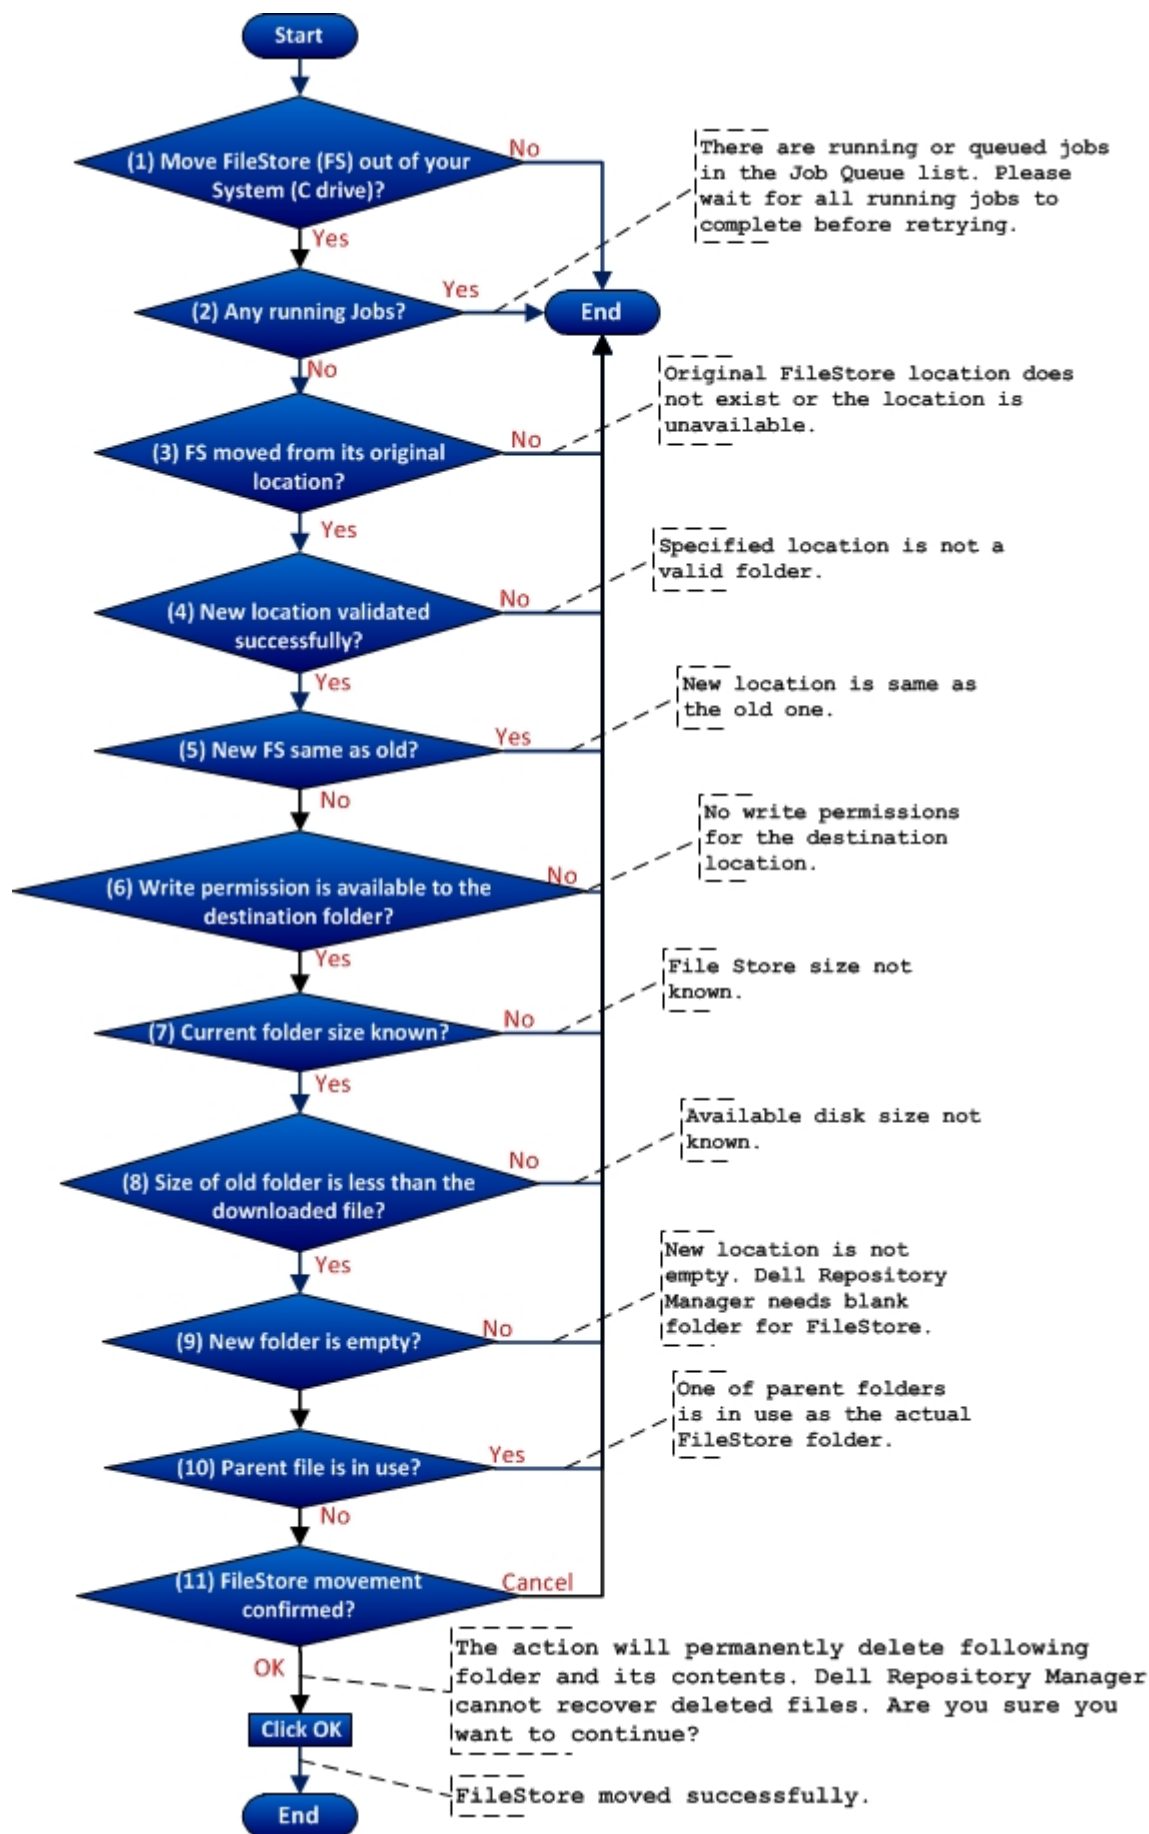 Start
(1) Move FileStore (FS) out of your
System (C drive)?
No
Yes
There are running or queued jobs
in the Job Queue list. Please
wait for all running jobs to
complete before retrying.
(2) Any running Jobs?
Yes
No
End
Original FileStore location does
not exist or the location is
unavailable.
(3) FS moved from its original
location?
No
Yes
Specified location is not a
valid folder.
(4) New location validated
successfully?
No
Yes
New location is same as
the old one.
(5) New FS same as old?
Yes
No
No write permissions
for the destination
location.
(6) Write permission is available to the
destination folder?
No
Yes
File Store size not
known.
(7) Current folder size known?
No
Yes
Available disk size not
known.
(8) Size of old folder is less than the
downloaded file?
No
Yes
New location is not
empty. Dell Repository
Manager needs blank
folder for FileStore.
(9) New folder is empty?
No
One of parent folders
is in use as the actual
FileStore folder.
(10) Parent file is in use?
Yes
No
(11) FileStore movement
confirmed?
Cancel
OK
The action will permanently delete following
folder and its contents. Dell Repository Manager
cannot recover deleted files. Are you sure you
want to continue?
Click OK
FileStore moved successfully.
End